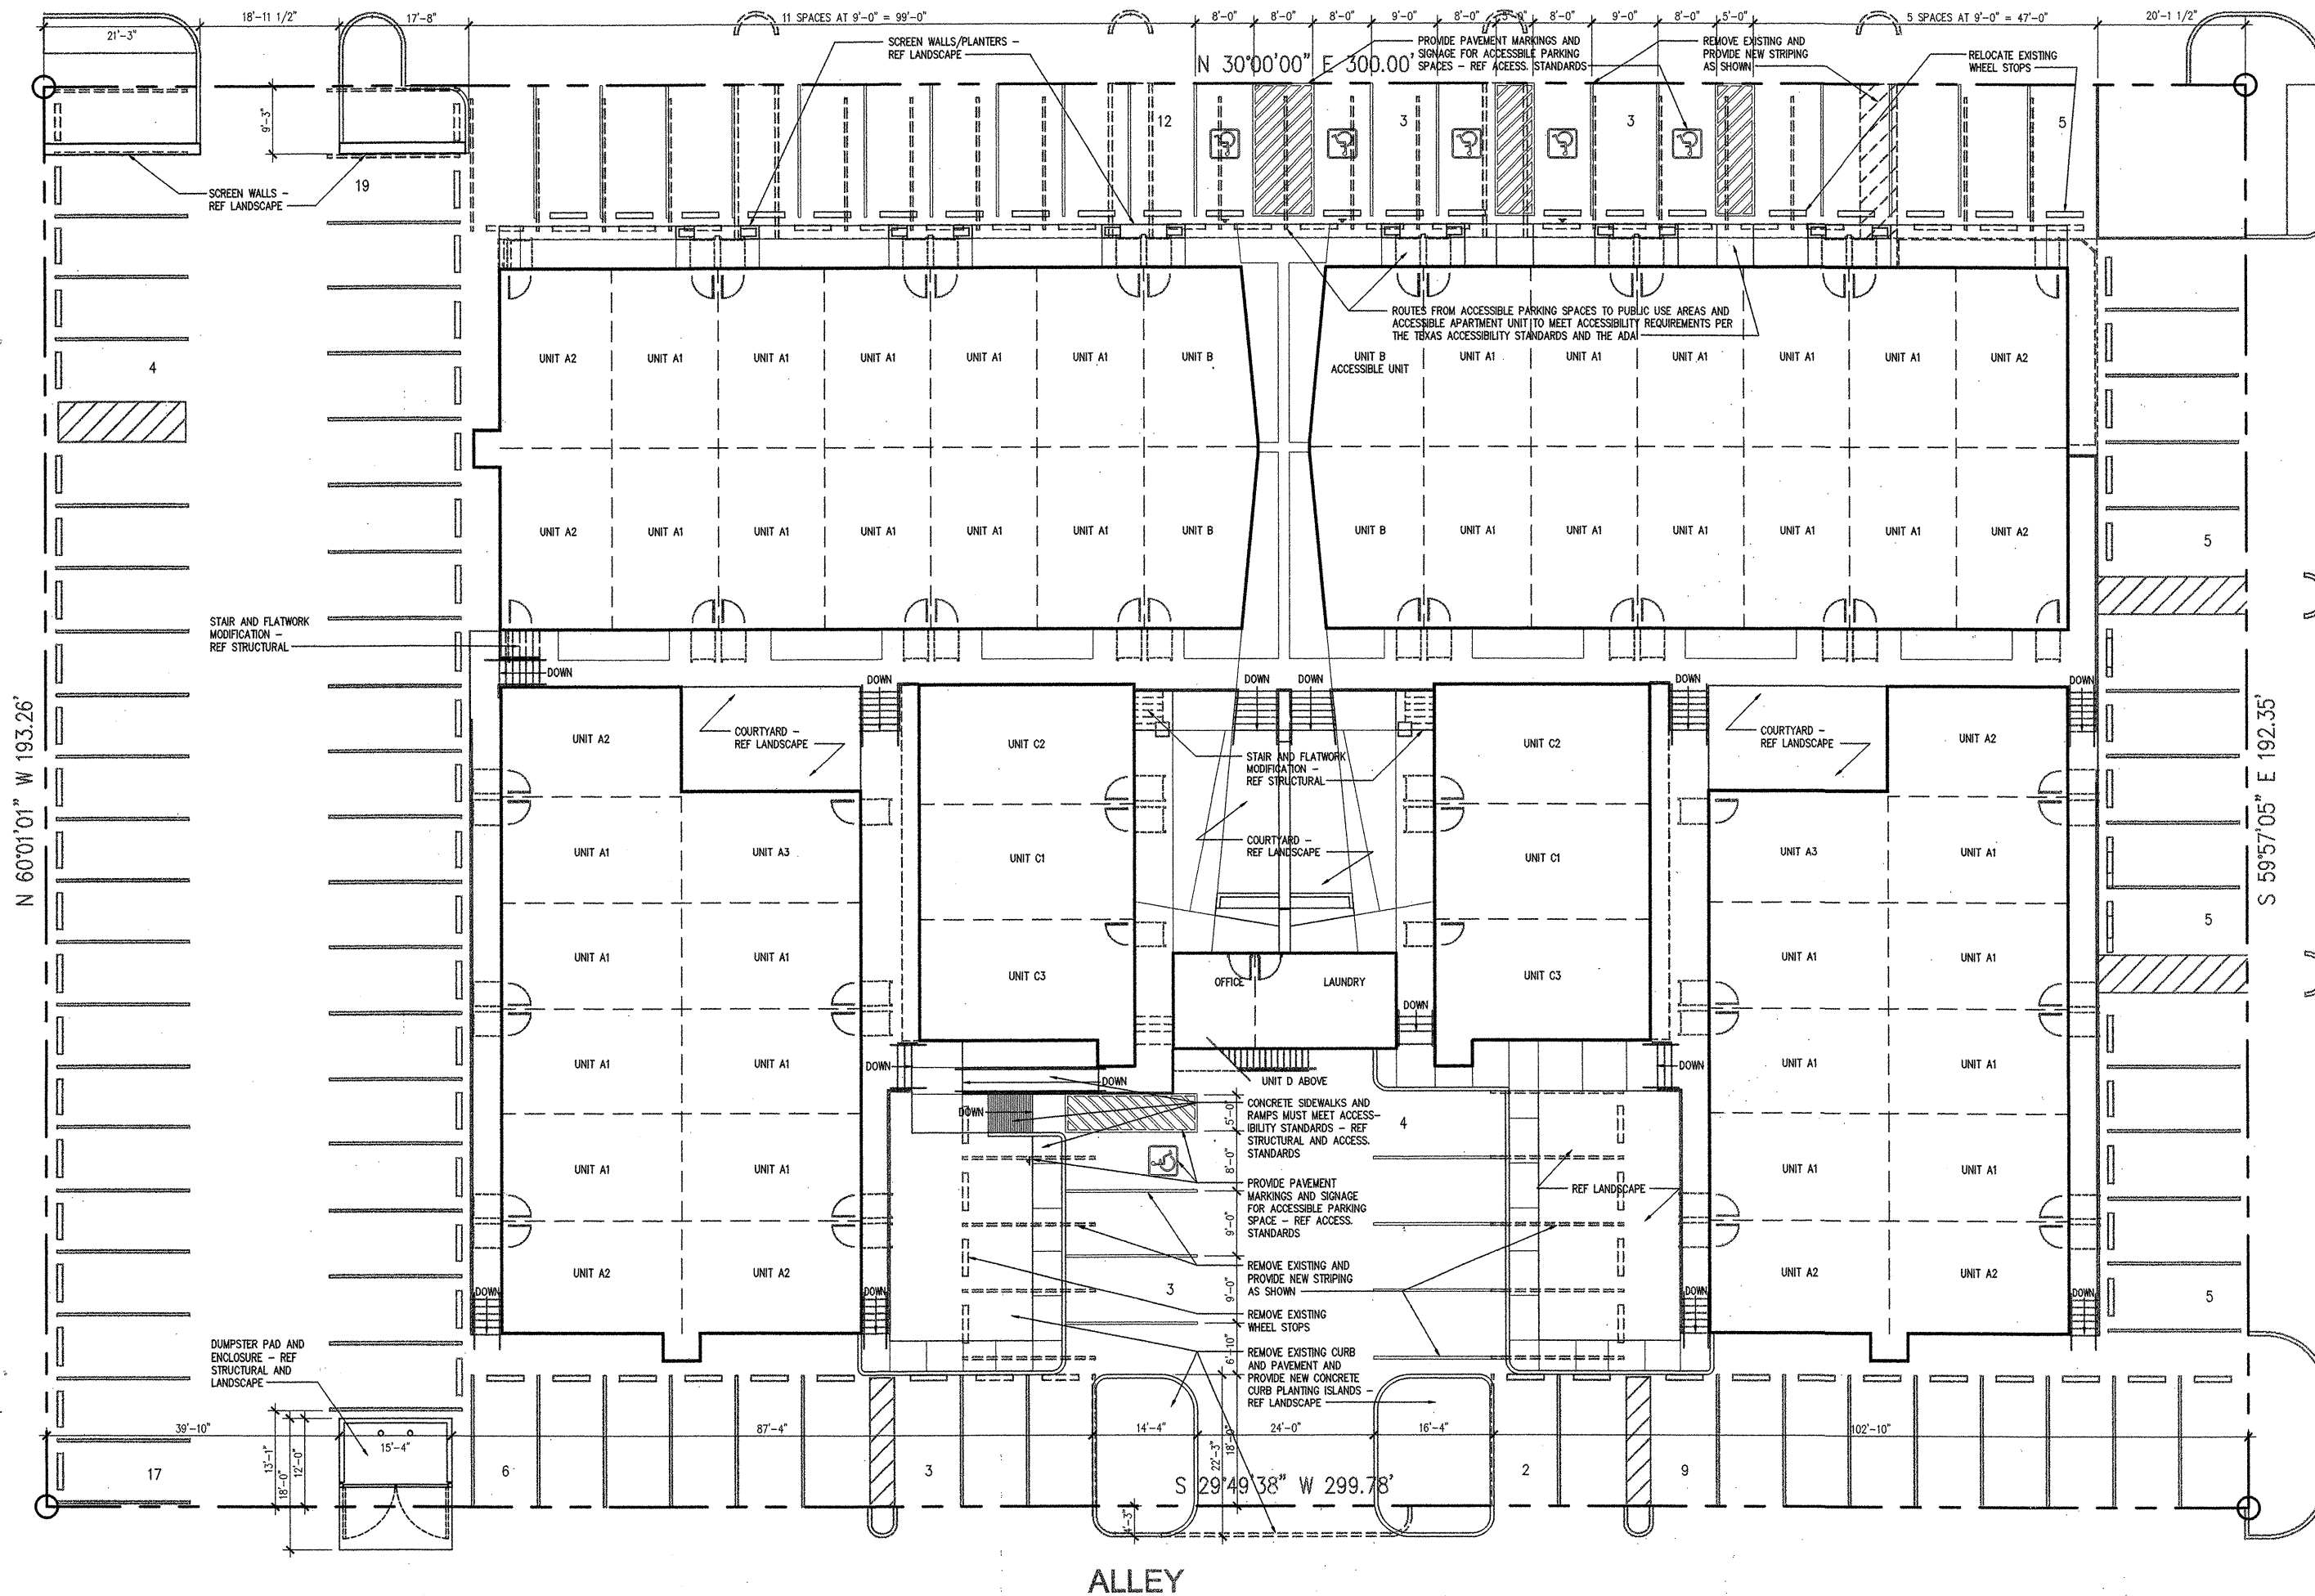 18'-11 1/2"
17'-8"
11 SPACES AT 9'-0" = 99'-0"
8'-0"
8'-0"
8'-0"
9'-0"
8'-0"
5'-0"
8'-0"
9'-0"
8'-0"
5'-0"
5 SPACES AT 9'-0" = 47'-0"
20'-1 1/2"
21'-3"
SCREEN WALLS/PLANTERS –
REF LANDSCAPE
N 30°00'00" E 300.00'
PROVIDE PAVEMENT MARKINGS AND
SIGNAGE FOR ACCESSBILE PARKING
SPACES – REF ACEESS. STANDARDS
REMOVE EXISTING AND
PROVIDE NEW STRIPING
AS SHOWN
RELOCATE EXISTING
WHEEL STOPS
9'-3"
12
3
3
5
SCREEN WALLS –
REF LANDSCAPE
19
ROUTES FROM ACCESSIBLE PARKING SPACES TO PUBLIC USE AREAS AND
ACCESSIBLE APARTMENT UNIT TO MEET ACCESSIBILITY REQUIREMENTS PER
THE TEXAS ACCESSIBILITY STANDARDS AND THE ADA
4
UNIT A2
UNIT A1
UNIT A1
UNIT A1
UNIT A1
UNIT A1
UNIT B
UNIT B
ACCESSIBLE UNIT
UNIT A1
UNIT A1
UNIT A1
UNIT A1
UNIT A1
UNIT A2
UNIT A2
UNIT A1
UNIT A1
UNIT A1
UNIT A1
UNIT A1
UNIT B
UNIT B
UNIT A1
UNIT A1
UNIT A1
UNIT A1
UNIT A1
UNIT A2
5
STAIR AND FLATWORK
MODIFICATION –
REF STRUCTURAL
DOWN
DOWN
DOWN
DOWN
DOWN
DOWN
N 60°01'01" W 193.26'
S 59°57'05" E 192.35'
UNIT A2
COURTYARD –
REF LANDSCAPE
UNIT C2
STAIR AND FLATWORK
MODIFICATION –
REF STRUCTURAL
UNIT C2
COURTYARD –
REF LANDSCAPE
UNIT A2
UNIT A1
UNIT A3
UNIT C1
COURTYARD –
REF LANDSCAPE
UNIT C1
UNIT A3
UNIT A1
5
UNIT A1
UNIT A1
UNIT C3
OFFICE
LAUNDRY
UNIT C3
UNIT A1
UNIT A1
DOWN
UNIT A1
UNIT A1
DOWN
DOWN
UNIT D ABOVE
DOWN
UNIT A1
UNIT A1
DOWN
5'-0"
CONCRETE SIDEWALKS AND
RAMPS MUST MEET ACCESS–
IBILITY STANDARDS – REF
STRUCTURAL AND ACCESS.
STANDARDS
4
UNIT A1
UNIT A1
8'-0"
PROVIDE PAVEMENT
MARKINGS AND SIGNAGE
FOR ACCESSIBLE PARKING
SPACE – REF ACCESS.
STANDARDS
REF LANDSCAPE
UNIT A1
UNIT A1
9'-0"
UNIT A2
UNIT A2
3
9'-0"
REMOVE EXISTING AND
PROVIDE NEW STRIPING
AS SHOWN
UNIT A2
UNIT A2
5
DOWN
DOWN
DOWN
DOWN
REMOVE EXISTING
WHEEL STOPS
DUMPSTER PAD AND
ENCLOSURE – REF
STRUCTURAL AND
LANDSCAPE
6'-10"
REMOVE EXISTING CURB
AND PAVEMENT AND
PROVIDE NEW CONCRETE
CURB PLANTING ISLANDS –
REF LANDSCAPE
39'-10"
13'-1"
18'-0"
12'-0"
15'-4"
87'-4"
14'-4"
22'-3"
18'-0"
24'-0"
16'-4"
102'-10"
17
6
3
2
9
S 29°49'38" W 299.78'
4'-3"
ALLEY